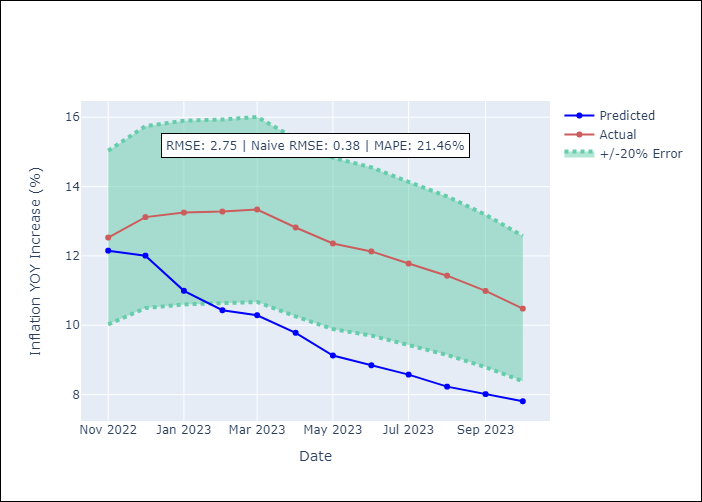 16
14
12
10
8
Inflation YOY Increase (%)
RMSE: 2.75 | Naive RMSE: 0.38 | MAPE: 21.46%
Predicted
Actual
+/-20% Error
Nov 2022
Jan 2023
Mar 2023
May 2023
Jul 2023
Sep 2023
Date